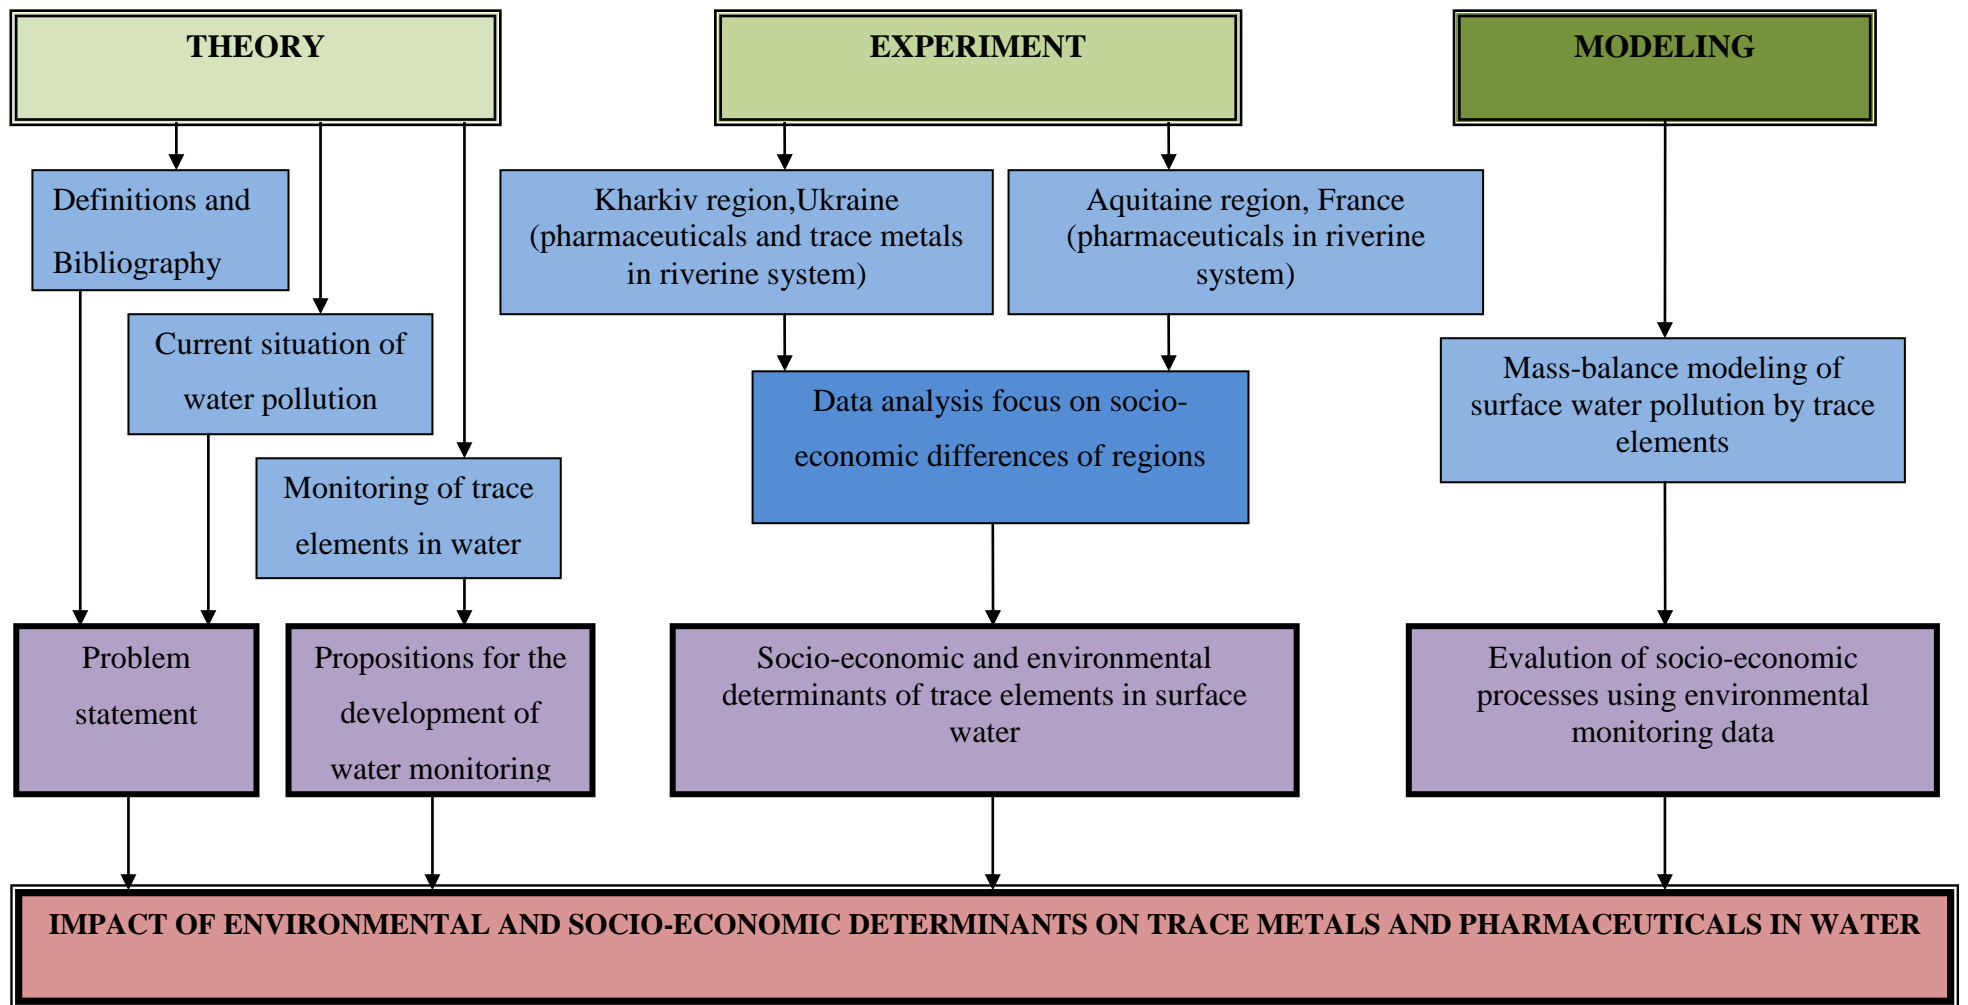 THEORY
EXPERIMENT
MODELING
Definitions and
Bibliography
Kharkiv region,Ukraine
(pharmaceuticals and trace metals
in riverine system)
Aquitaine region, France
(pharmaceuticals in riverine
system)
Current situation of
water pollution
Mass-balance modeling of
surface water pollution by trace
elements
Data analysis focus on socio-
economic differences of regions
Monitoring of trace
elements in water
Problem
statement
Propositions for the
development of
water monitoring
Socio-economic and environmental
determinants of trace elements in surface
water
Evalution of socio-economic
processes using environmental
monitoring data
IMPACT OF ENVIRONMENTAL AND SOCIO-ECONOMIC DETERMINANTS ON TRACE METALS AND PHARMACEUTICALS IN WATER